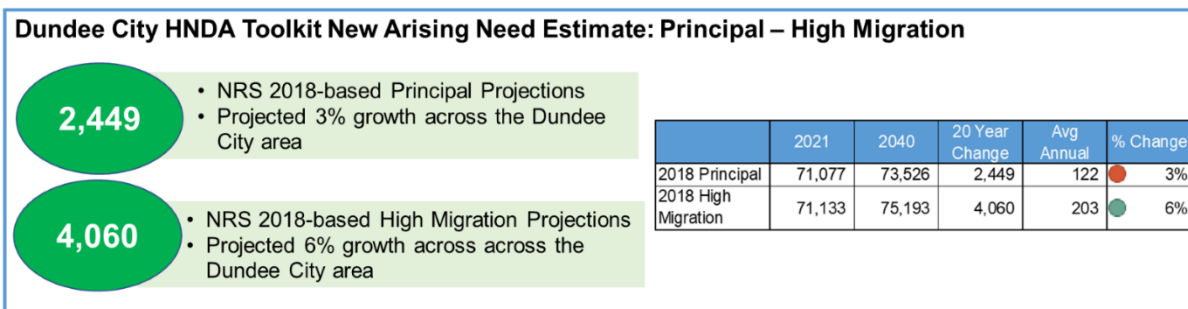 Dundee City HNDA Toolkit New Arising Need Estimate: Principal – High Migration
2,449
• NRS 2018-based Principal Projections
• Projected 3% growth across the Dundee
City area
4,060
• NRS 2018-based High Migration Projections
• Projected 6% growth across across the
Dundee City area
2021 2040 20 Year Change Avg Annual % Change
2018 Principal 71,077 73,526 2,449 122 3%
2018 High Migration 71,133 75,193 4,060 203 6%